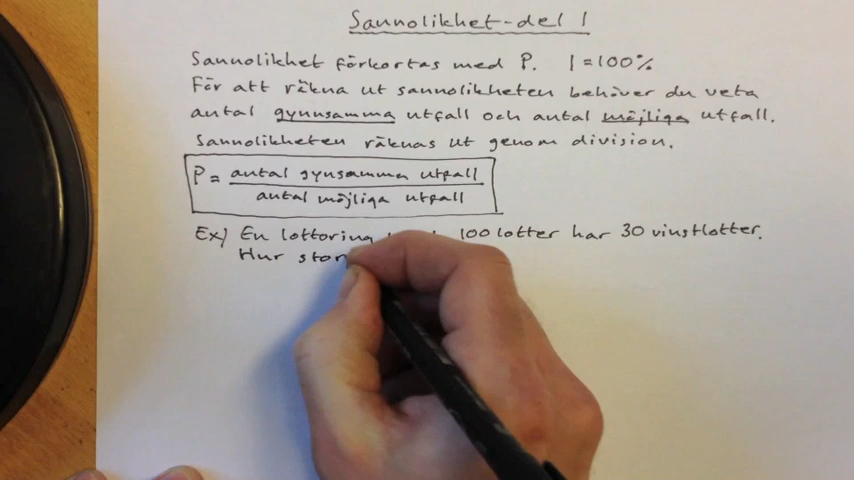 Sannolikhet - del 1
Sannolikhet förkortas med P. 1 = 100%
För att räkna ut sannolikheten behöver du veta
antal gynnsamma utfall och antal möjliga utfall.
Sannolikheten räknas ut genom division.
P = antal gynsamma utfall
antal möjliga utfall
Ex) En lottoring 100 lotter har 30 vinstlotter.
Hur stor